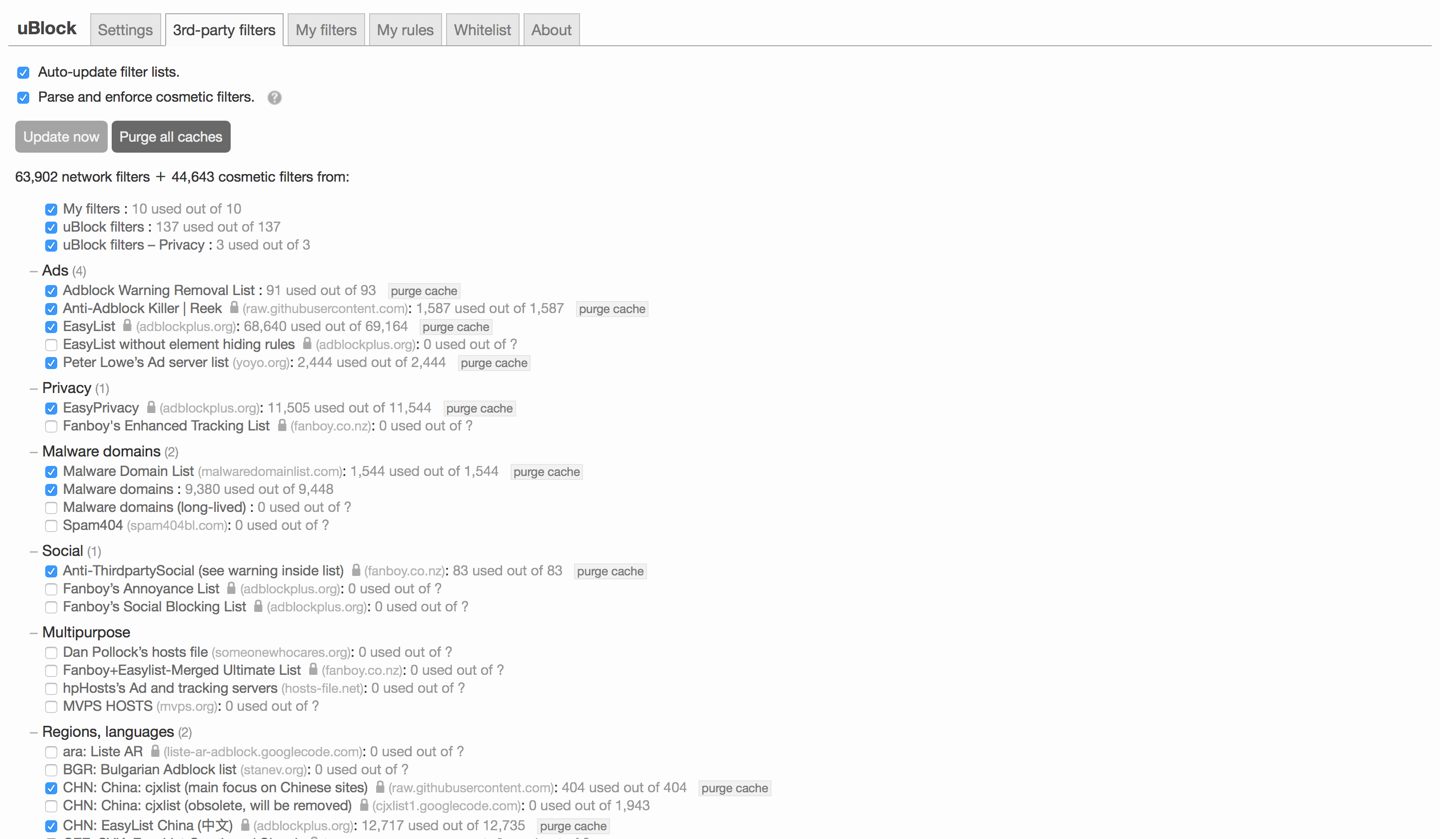 uBlock Settings 3rd-party filters My filters My rules Whitelist About
Auto-update filter lists.
Parse and enforce cosmetic filters. ?
Update now Purge all caches
63,902 network filters + 44,643 cosmetic filters from:
My filters : 10 used out of 10
uBlock filters : 137 used out of 137
uBlock filters – Privacy : 3 used out of 3
– Ads (4)
Adblock Warning Removal List : 91 used out of 93 purge cache
Anti-Adblock Killer | Reek (raw.githubusercontent.com): 1,587 used out of 1,587 purge cache
EasyList (adblockplus.org): 68,640 used out of 69,164 purge cache
EasyList without element hiding rules (adblockplus.org): 0 used out of ?
Peter Lowe’s Ad server list (yoyo.org): 2,444 used out of 2,444 purge cache
– Privacy (1)
EasyPrivacy (adblockplus.org): 11,505 used out of 11,544 purge cache
Fanboy's Enhanced Tracking List (fanboy.co.nz): 0 used out of ?
– Malware domains (2)
Malware Domain List (malwaredomainlist.com): 1,544 used out of 1,544 purge cache
Malware domains : 9,380 used out of 9,448
Malware domains (long-lived) : 0 used out of ?
Spam404 (spam404bl.com): 0 used out of ?
– Social (1)
Anti-ThirdpartySocial (see warning inside list) (fanboy.co.nz): 83 used out of 83 purge cache
Fanboy’s Annoyance List (adblockplus.org): 0 used out of ?
Fanboy’s Social Blocking List (adblockplus.org): 0 used out of ?
– Multipurpose
Dan Pollock’s hosts file (someonewhocares.org): 0 used out of ?
Fanboy+Easylist-Merged Ultimate List (fanboy.co.nz): 0 used out of ?
hpHosts’s Ad and tracking servers (hosts-file.net): 0 used out of ?
MVPS HOSTS (mvps.org): 0 used out of ?
– Regions, languages (2)
ara: Liste AR (liste-ar-adblock.googlecode.com): 0 used out of ?
BGR: Bulgarian Adblock list (stanev.org): 0 used out of ?
CHN: China: cjxlist (main focus on Chinese sites) (raw.githubusercontent.com): 404 used out of 404 purge cache
CHN: China: cjxlist (obsolete, will be removed) (cjxlist1.googlecode.com): 0 used out of 1,943
CHN: EasyList China (中文) (adblockplus.org): 12,717 used out of 12,735 purge cache